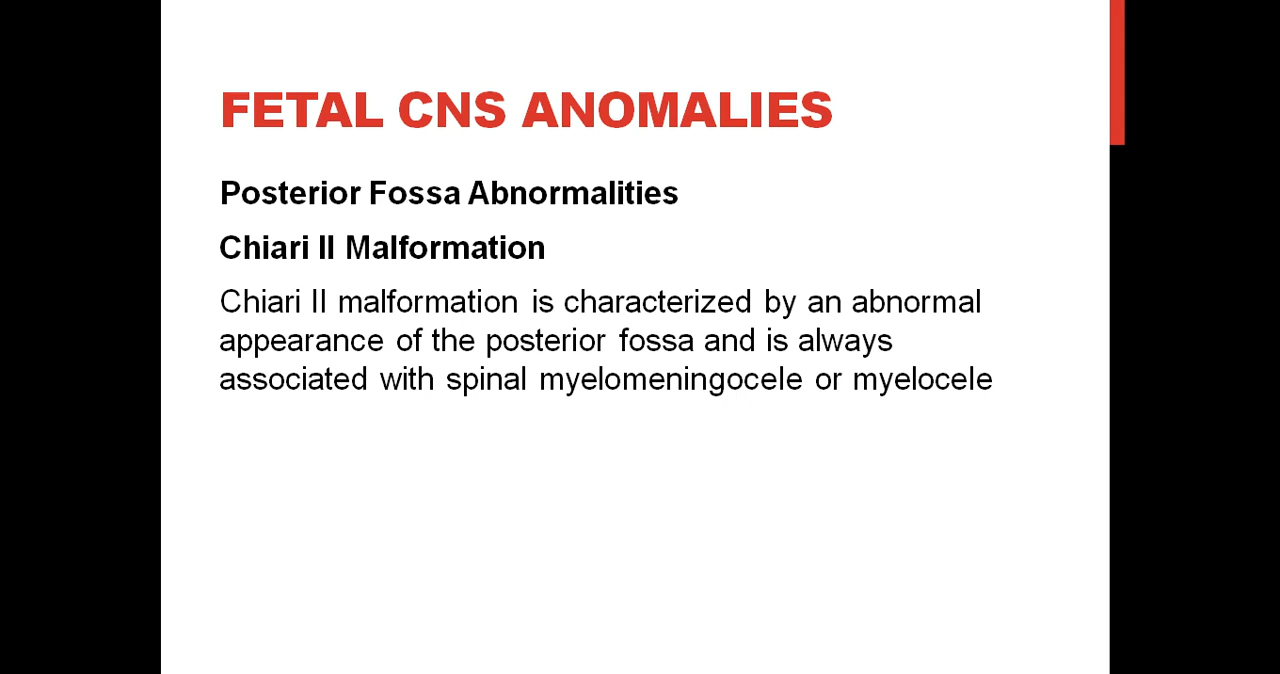 FETAL CNS ANOMALIES
Posterior Fossa Abnormalities
Chiari II Malformation
Chiari II malformation is characterized by an abnormal
appearance of the posterior fossa and is always
associated with spinal myelomeningocele or myelocele